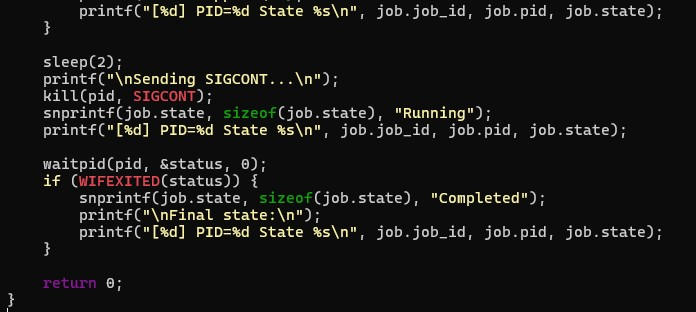 printf("[%d] PID=%d State %s\n", job.job_id, job.pid, job.state);
    }

    sleep(2);
    printf("\nSending SIGCONT...\n");
    kill(pid, SIGCONT);
    snprintf(job.state, sizeof(job.state), "Running");
    printf("[%d] PID=%d State %s\n", job.job_id, job.pid, job.state);

    waitpid(pid, &status, 0);
    if (WIFEXITED(status)) {
        snprintf(job.state, sizeof(job.state), "Completed");
        printf("\nFinal state:\n");
        printf("[%d] PID=%d State %s\n", job.job_id, job.pid, job.state);
    }

    return 0;
}